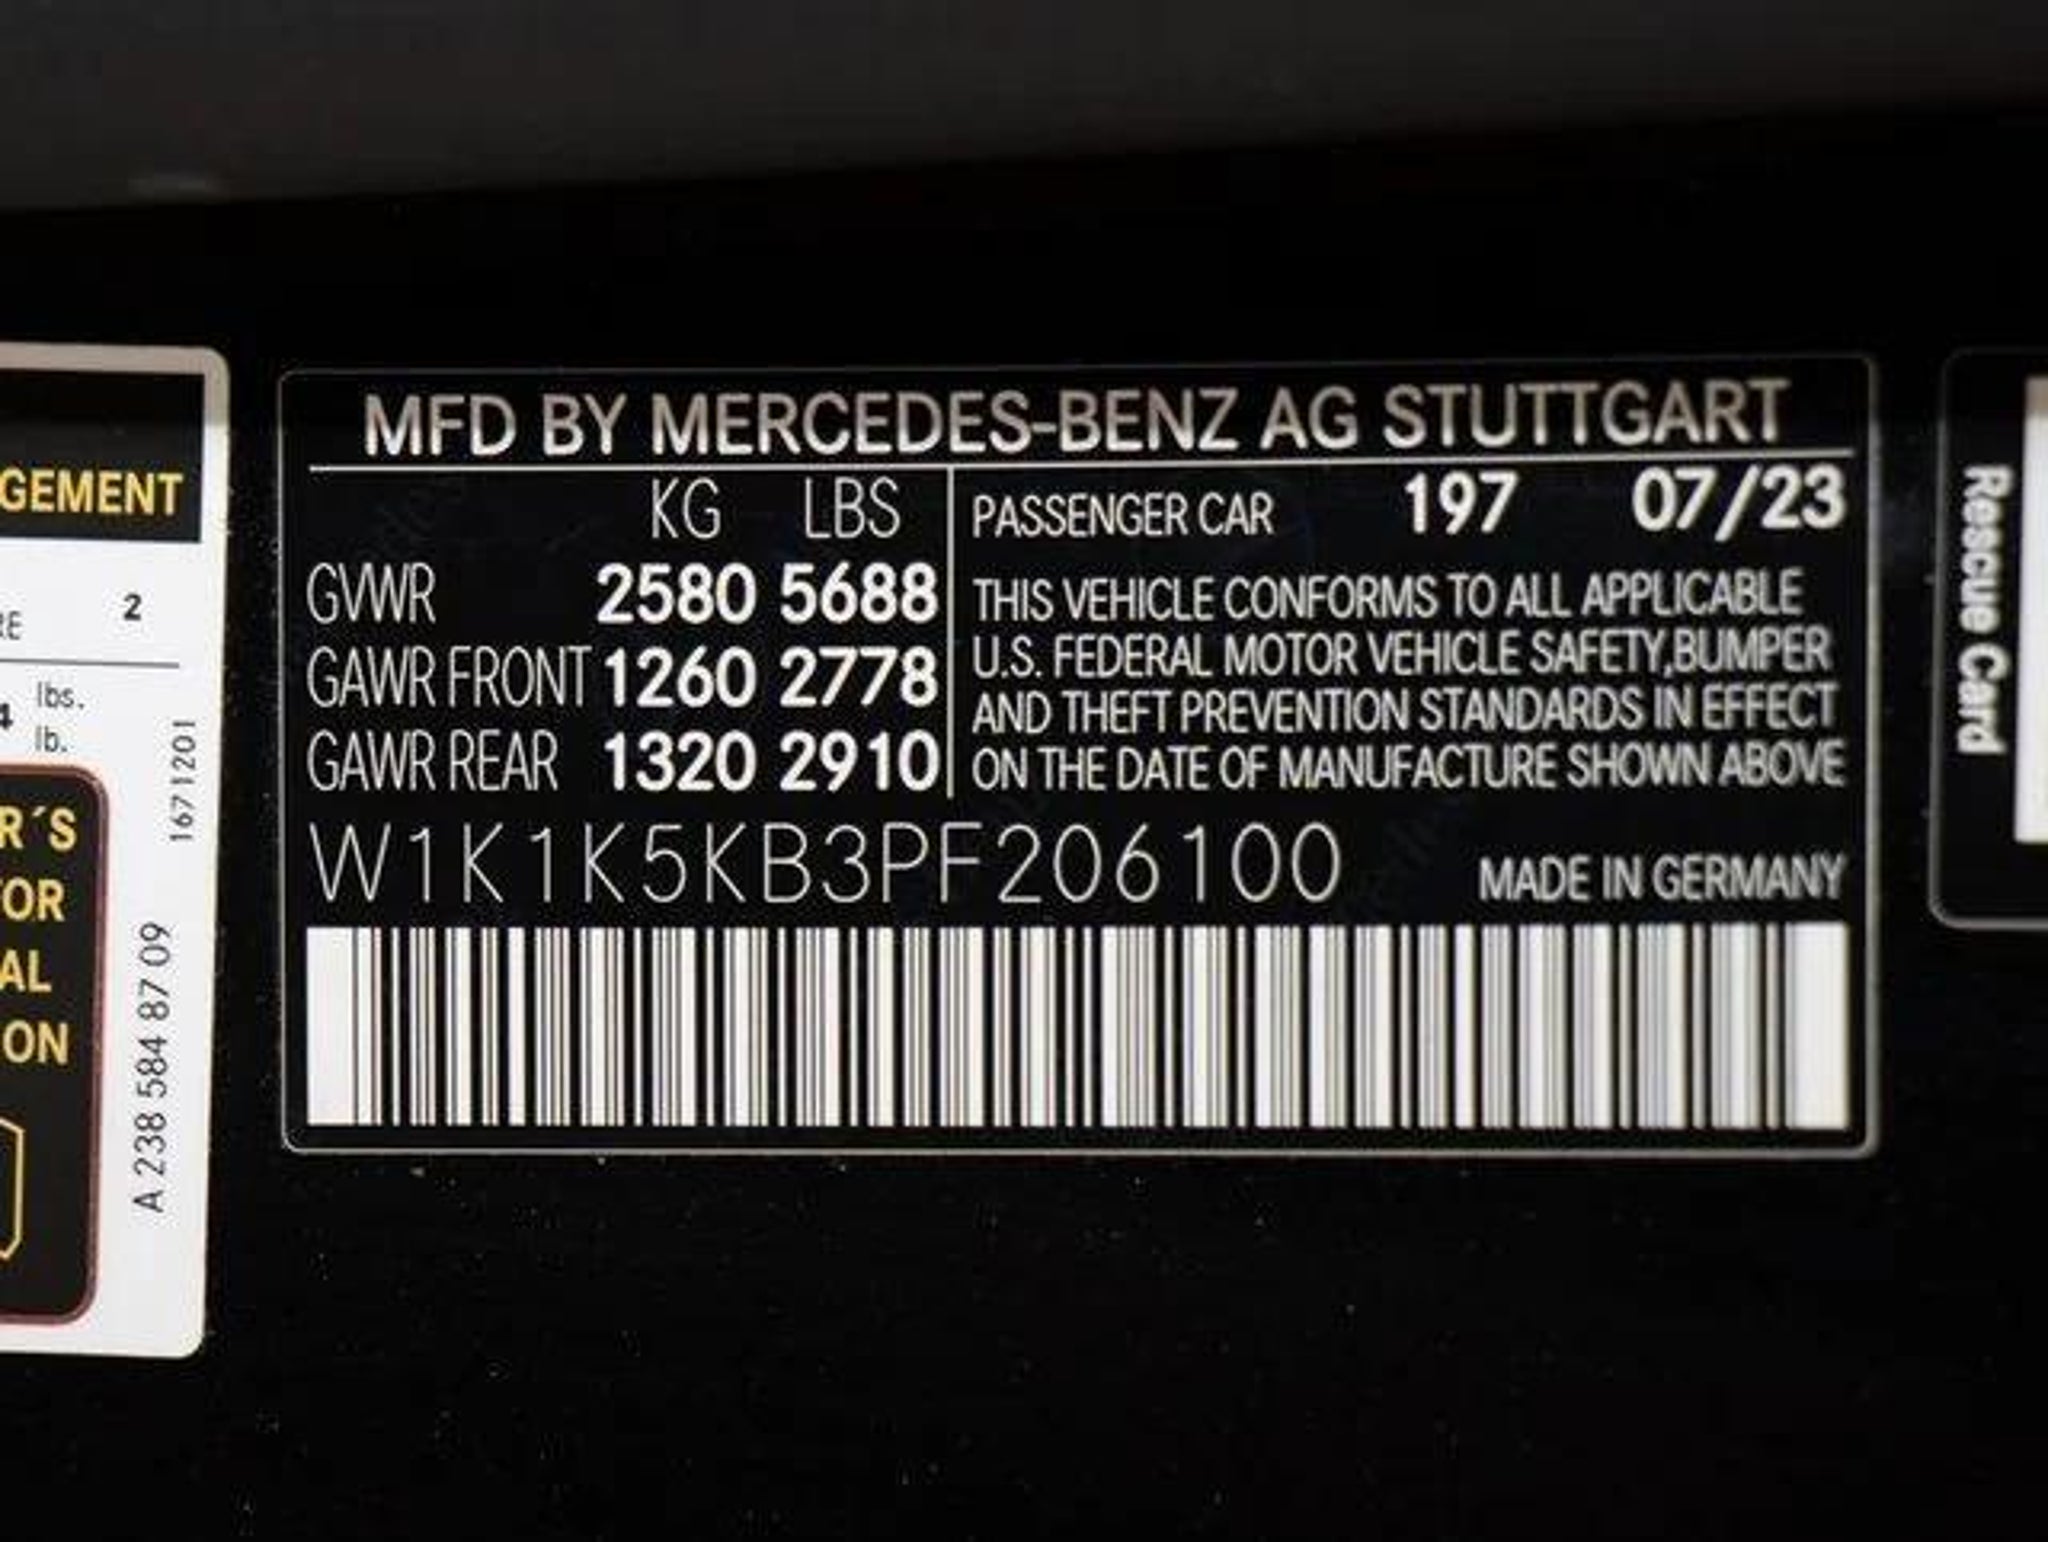 GEMENT
RE 2
4 lbs.
lb.
R´S
TOR
AL
ON
1671201
A 238 584 87 09
MFD BY MERCEDES-BENZ AG STUTTGART
KG LBS
GVWR 2580 5688
GAWR FRONT 1260 2778
GAWR REAR 1320 2910
PASSENGER CAR 197 07/23
THIS VEHICLE CONFORMS TO ALL APPLICABLE
U.S. FEDERAL MOTOR VEHICLE SAFETY,BUMPER
AND THEFT PREVENTION STANDARDS IN EFFECT
ON THE DATE OF MANUFACTURE SHOWN ABOVE
W1K1K5KB3PF206100
MADE IN GERMANY
Rescue Card